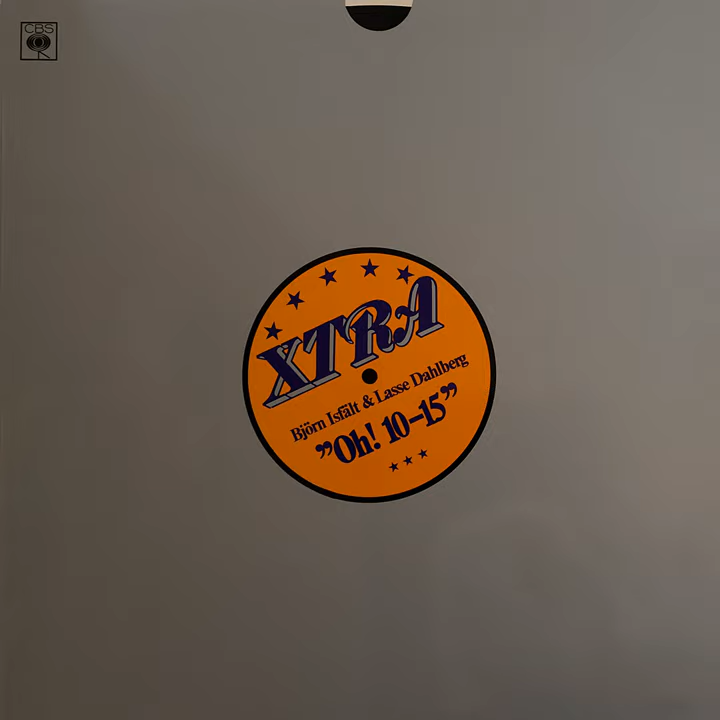 CBS
XTRA
Björn Isfält & Lasse Dahlberg
”Oh! 10–15”